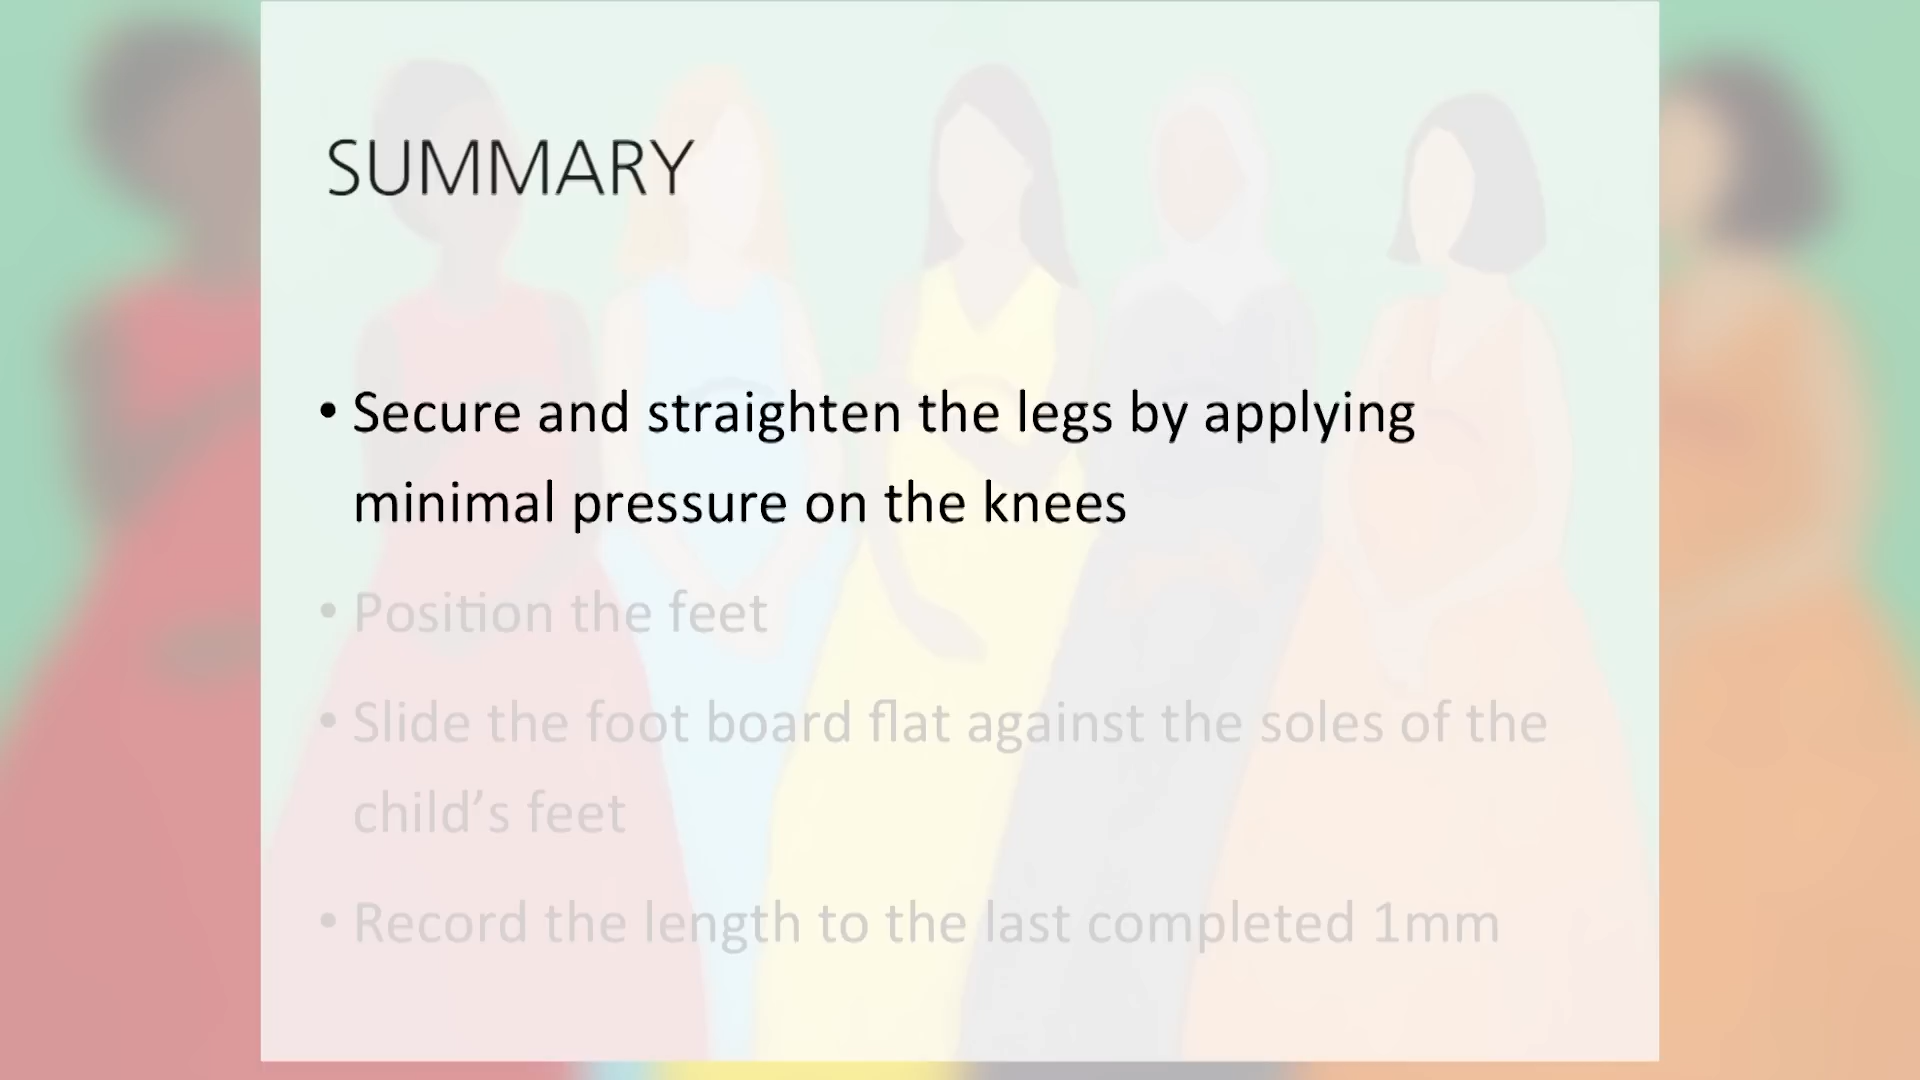 SUMMARY
• Secure and straighten the legs by applying
minimal pressure on the knees
• Position the feet
• Slide the foot board flat against the soles of the
child’s feet
• Record the length to the last completed 1mm